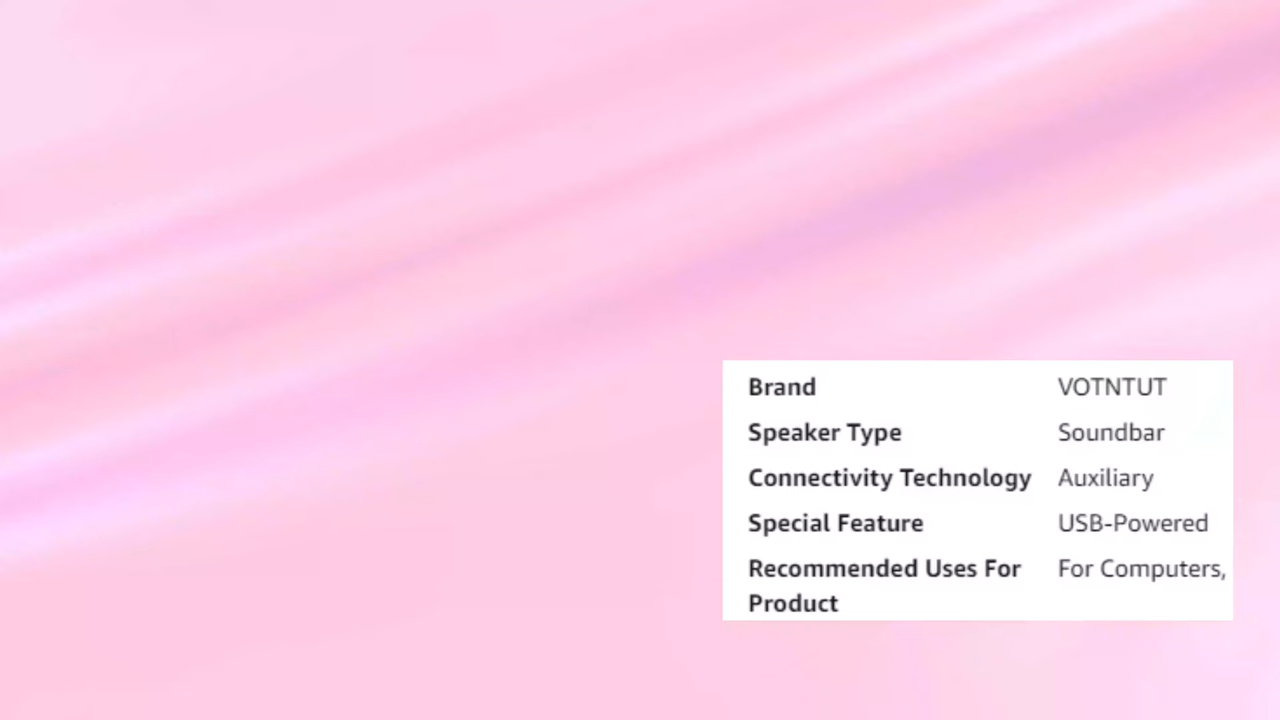 Brand VOTNTUT
Speaker Type Soundbar
Connectivity Technology Auxiliary
Special Feature USB-Powered
Recommended Uses For For Computers,
Product